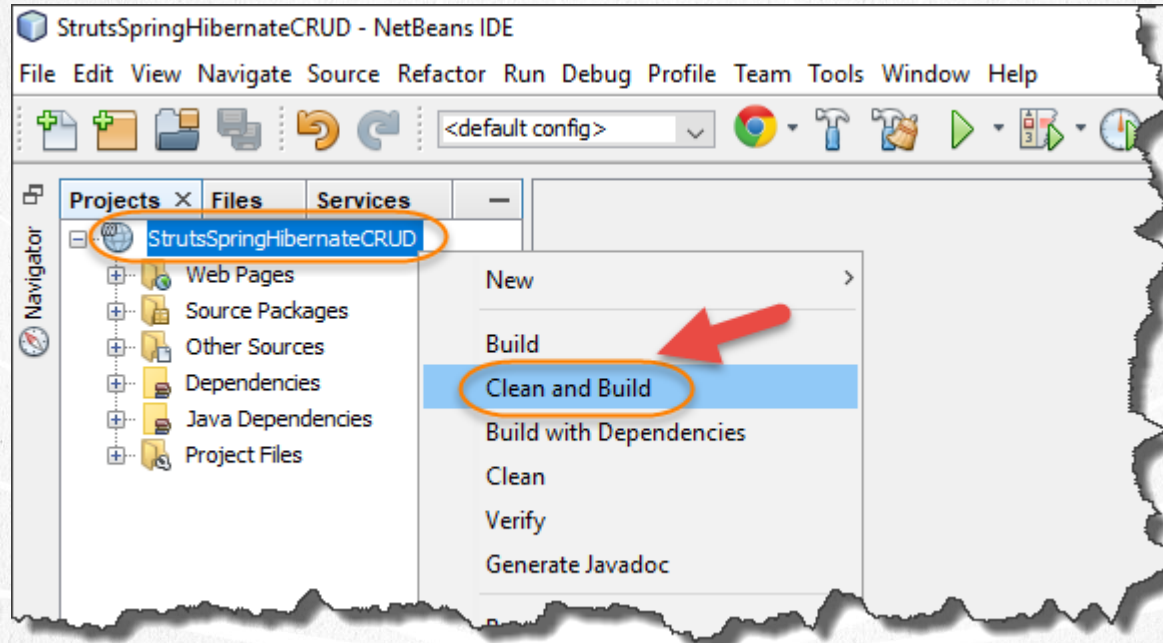 StrutsSpringHibernateCRUD - NetBeans IDE
File Edit View Navigate Source Refactor Run Debug Profile Team Tools Window Help
<default config>
Projects Files Services
Navigator
StrutsSpringHibernateCRUD
Web Pages
Source Packages
Other Sources
Dependencies
Java Dependencies
Project Files
New
Build
Clean and Build
Build with Dependencies
Clean
Verify
Generate Javadoc